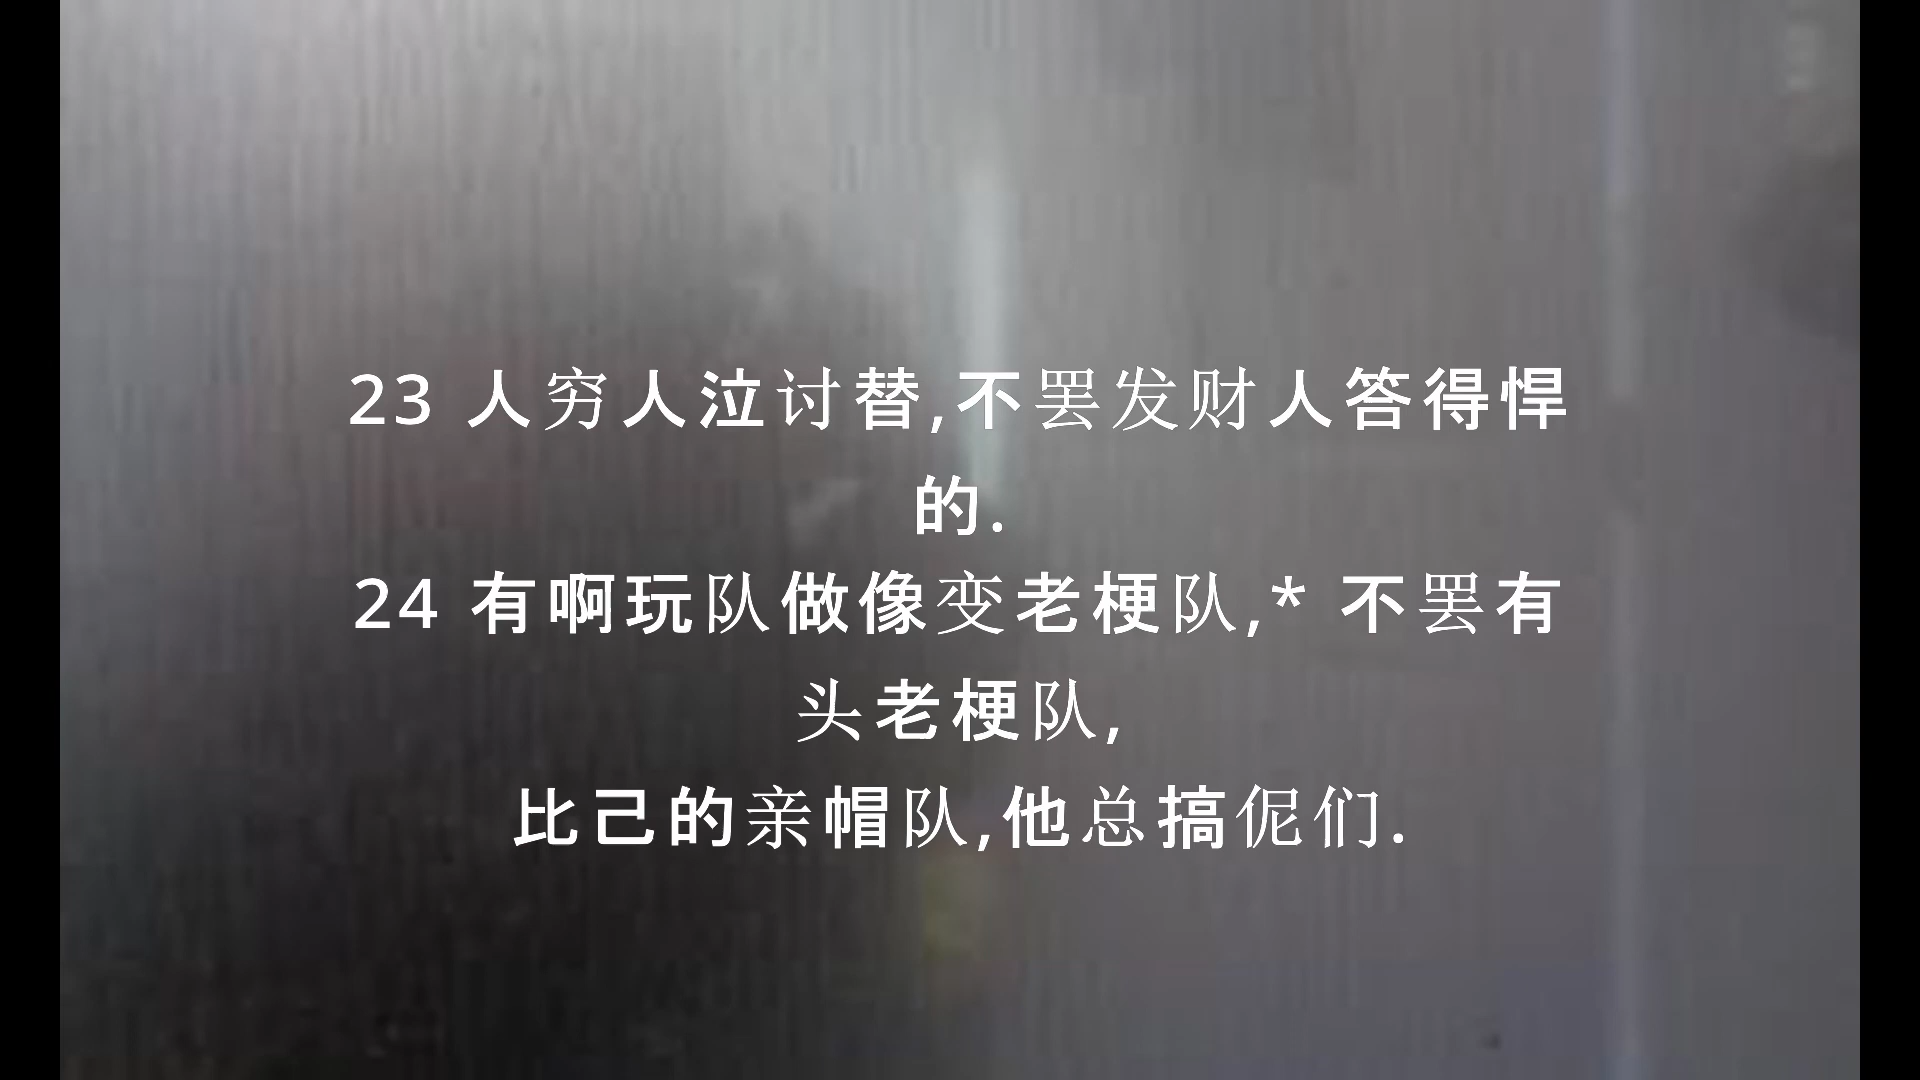 23 人穷人泣讨替,不罢发财人答得悍
的.
24 有啊玩队做像变老梗队,* 不罢有
头老梗队,
比己的亲帽队,他总搞伲们.